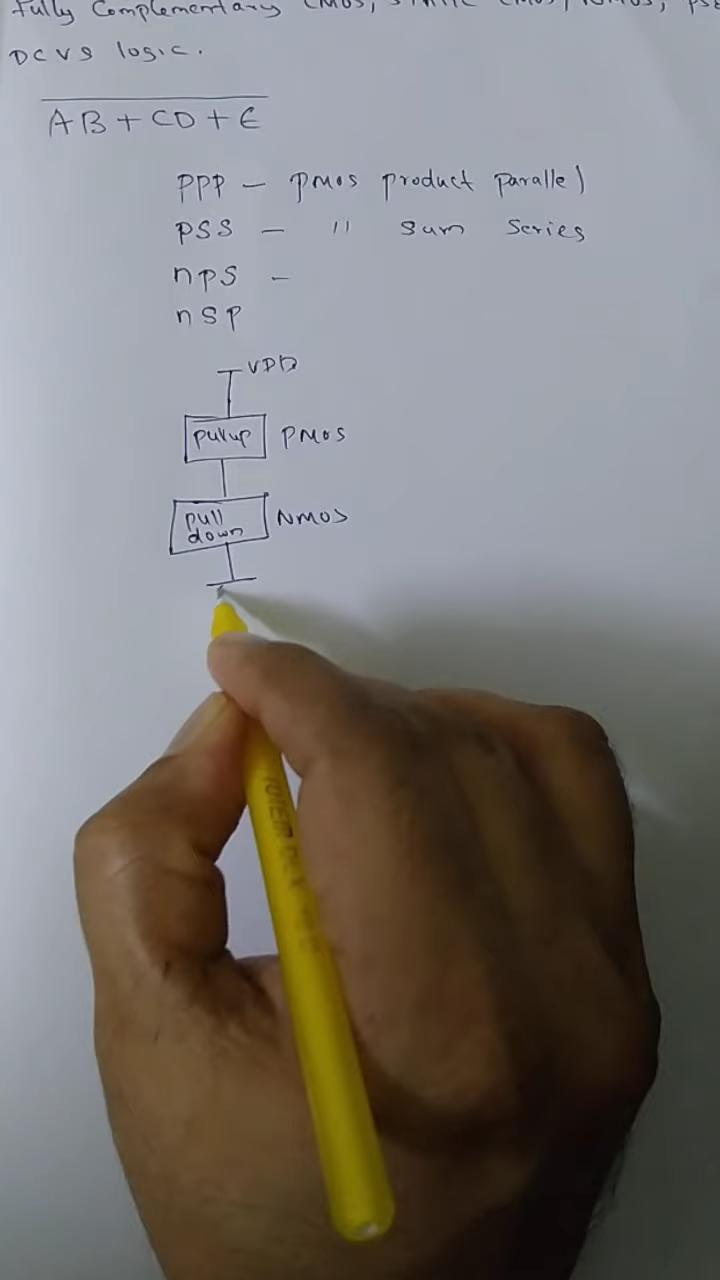 fully Complementary CMOS,
DCVS logic.
AB + CD + E
PPP - pmos product parallel
PSS - " sum series
nPS -
nSP
VDD
pullup PMOS
pull NMOS
down